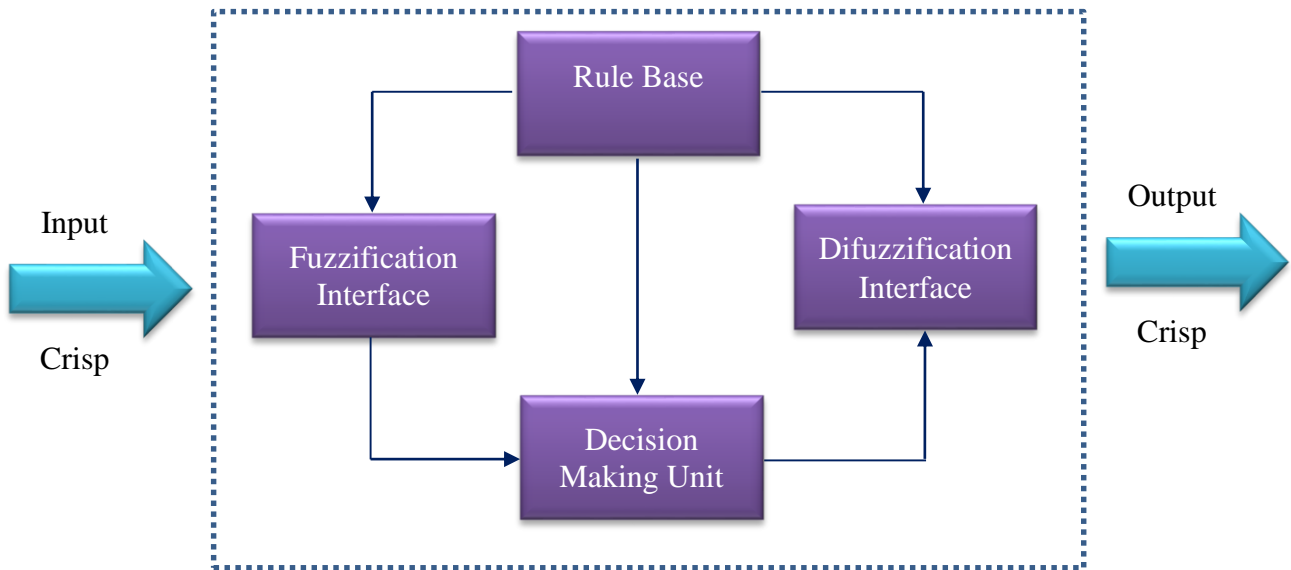 Rule Base
Input
Crisp
Fuzzification
Interface
Difuzzification
Interface
Output
Crisp
Decision
Making Unit